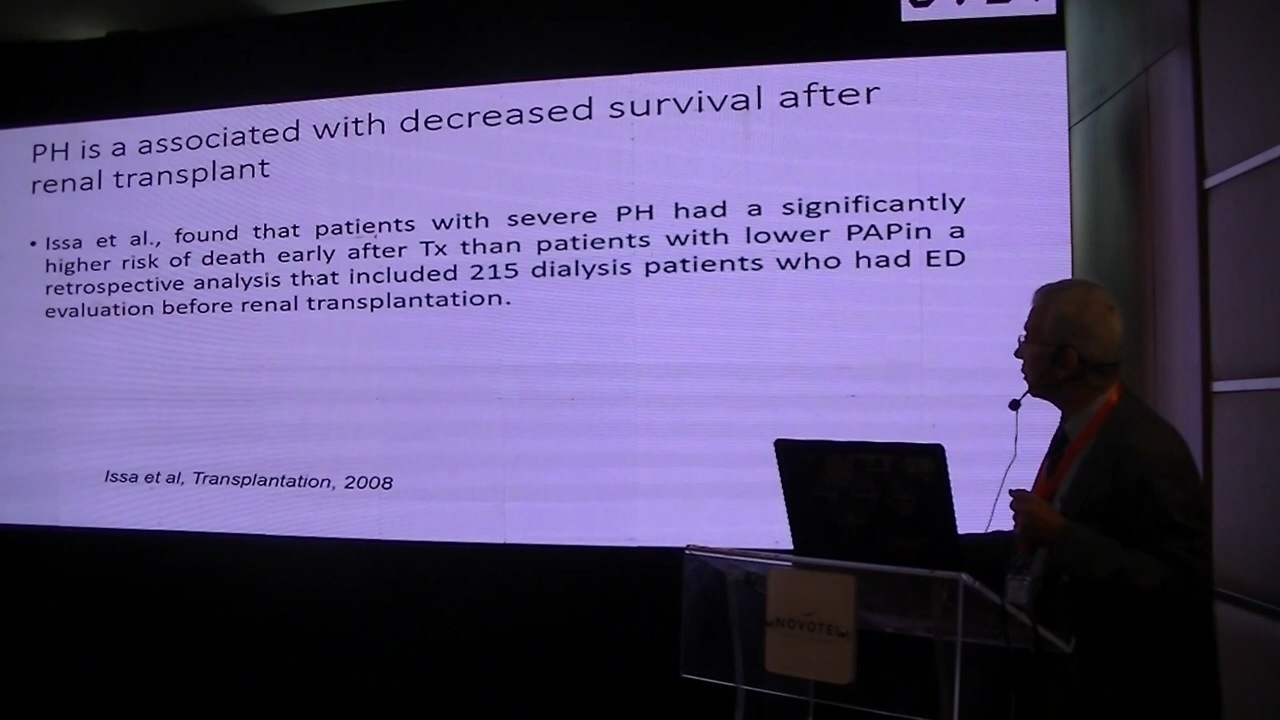 PH is a associated with decreased survival after
renal transplant
• Issa et al., found that patients with severe PH had a significantly
higher risk of death early after Tx than patients with lower PAPin a
retrospective analysis that included 215 dialysis patients who had ED
evaluation before renal transplantation.
Issa et al, Transplantation, 2008
NOVOTEL